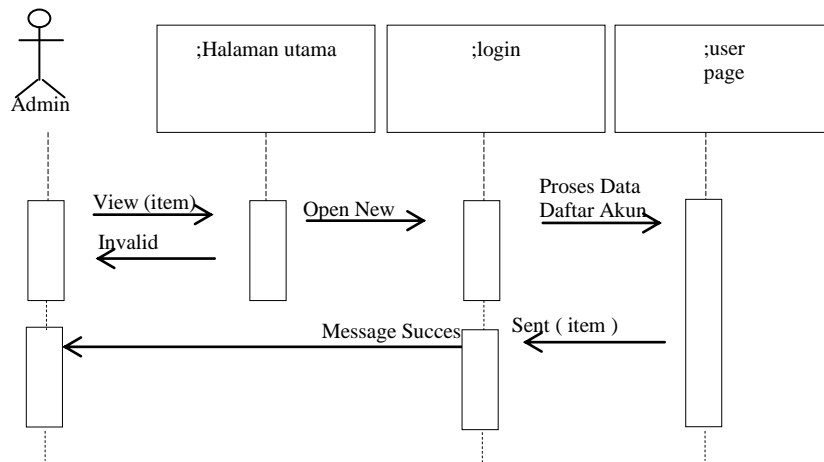 ;Halaman utama
;login
;user
page
Admin
View (item)
Open New
Proses Data
Daftar Akun
Invalid
Message Succes
Sent ( item )